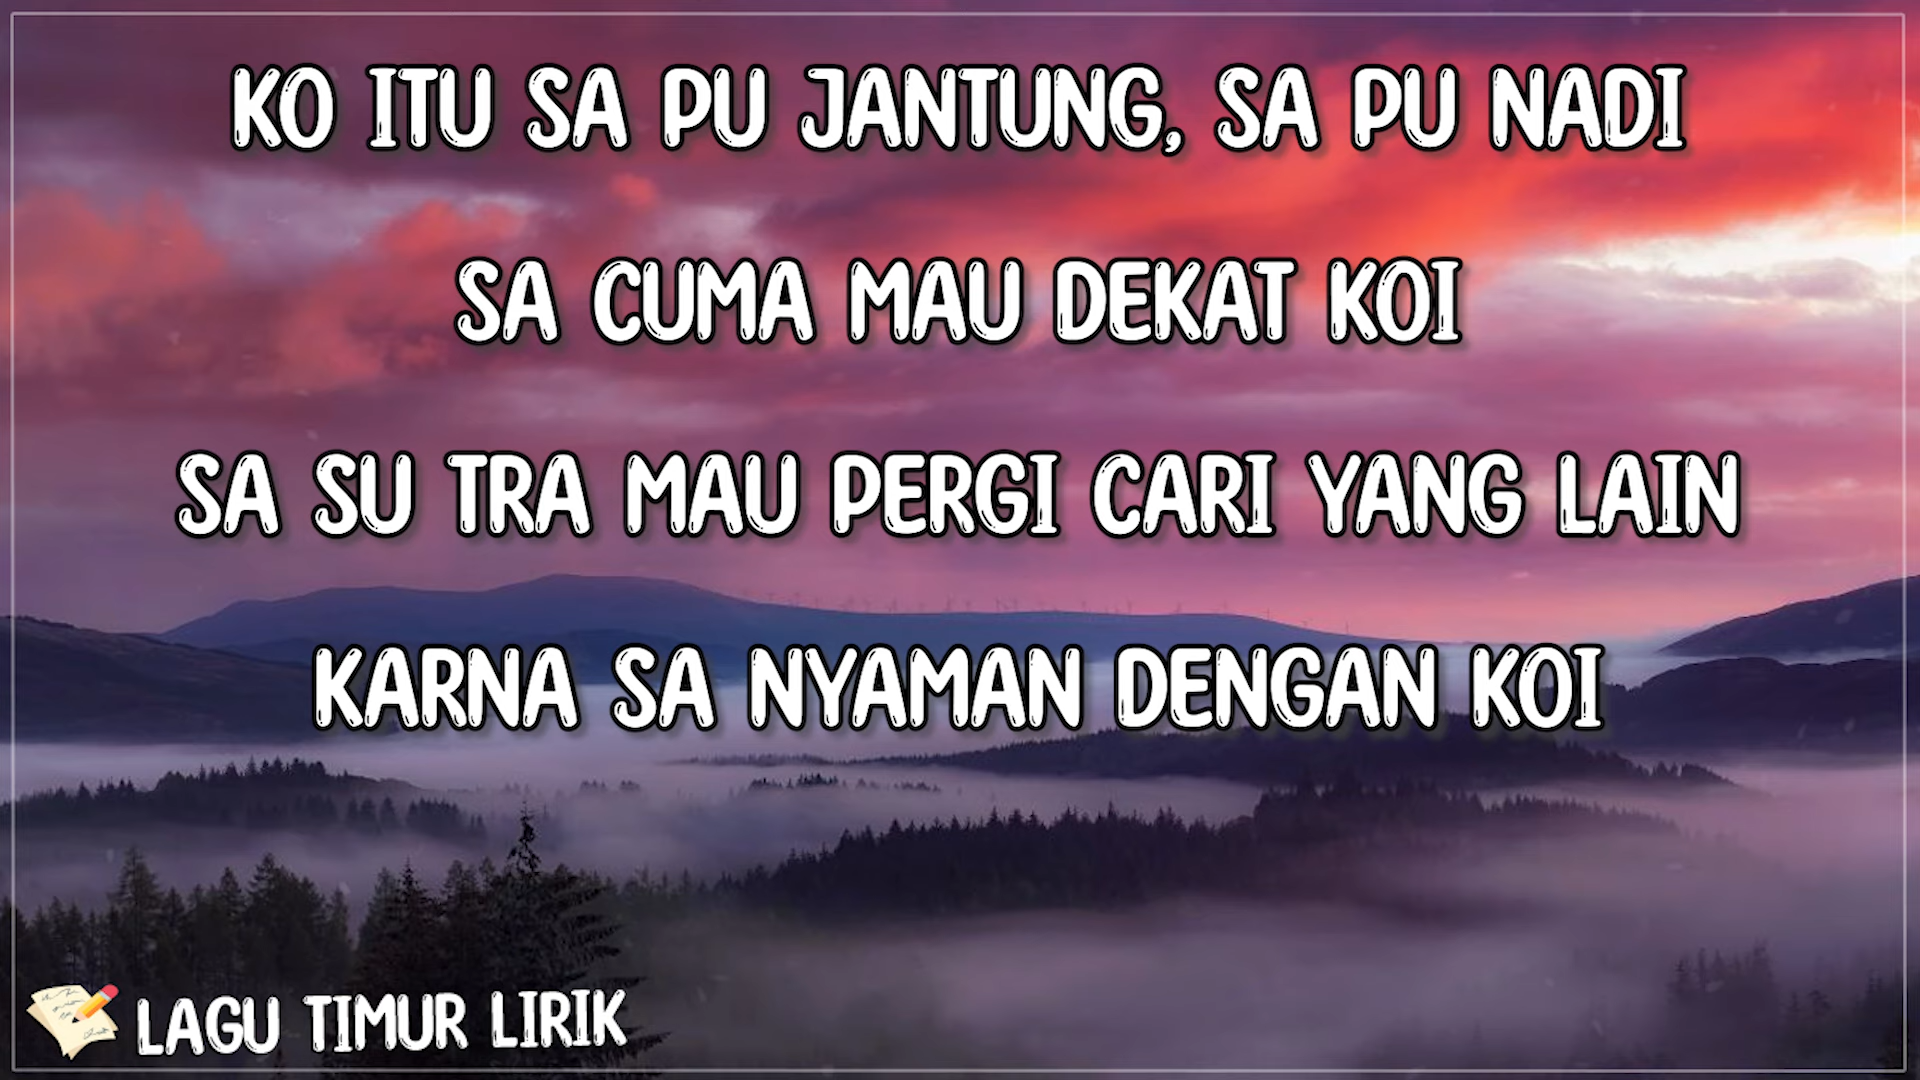 KO ITU SA PU JANTUNG, SA PU NADI
SA CUMA MAU DEKAT KOI
SA SU TRA MAU PERGI CARI YANG LAIN
KARNA SA NYAMAN DENGAN KOI
LAGU TIMUR LIRIK